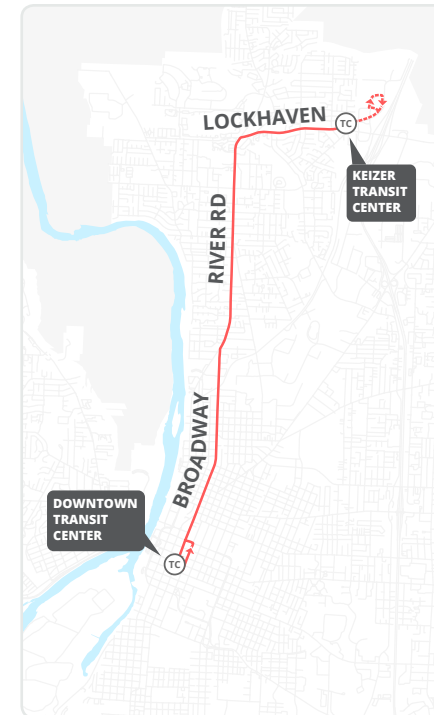 LOCKHAVEN
TC
KEIZER
TRANSIT
CENTER
RIVER RD
BROADWAY
DOWNTOWN
TRANSIT
CENTER
TC